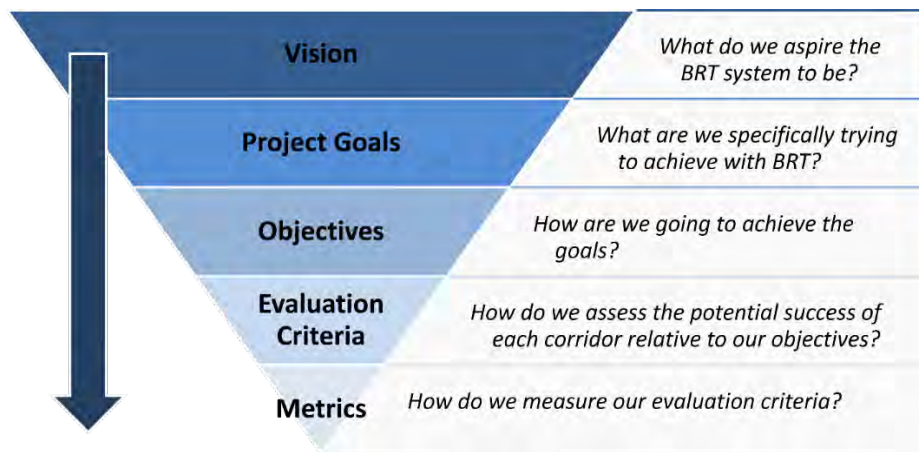 Vision
What do we aspire the
BRT system to be?
Project Goals
What are we specifically trying
to achieve with BRT?
Objectives
How are we going to achieve the
goals?
Evaluation
Criteria
How do we assess the potential success of
each corridor relative to our objectives?
Metrics
How do we measure our evaluation criteria?